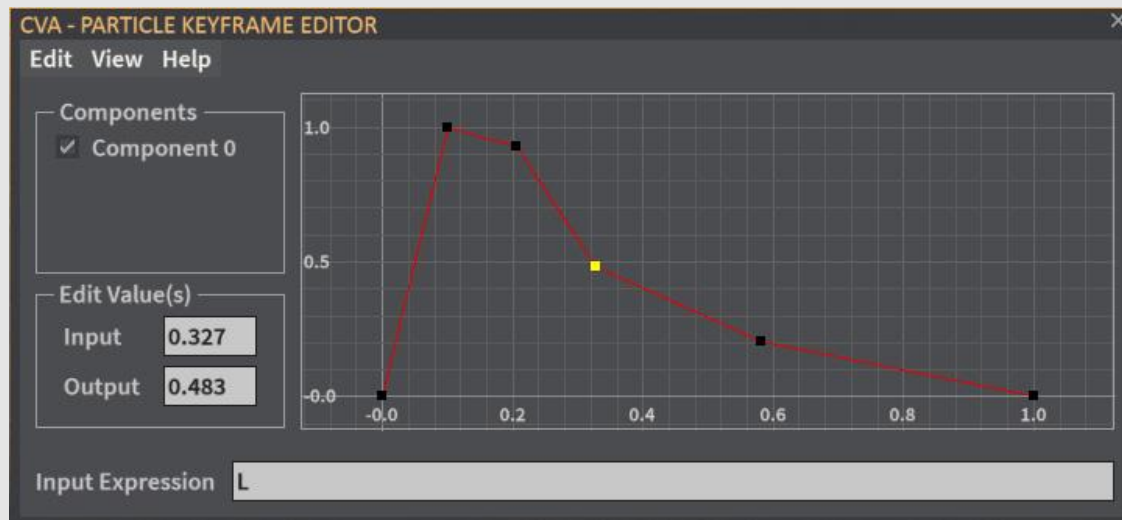 CVA - PARTICLE KEYFRAME EDITOR
Edit View Help
Components
Component 0
Edit Value(s)
Input 0.327
Output 0.483
1.0
0.5
-0.0
-0.0 0.2 0.4 0.6 0.8 1.0
Input Expression L